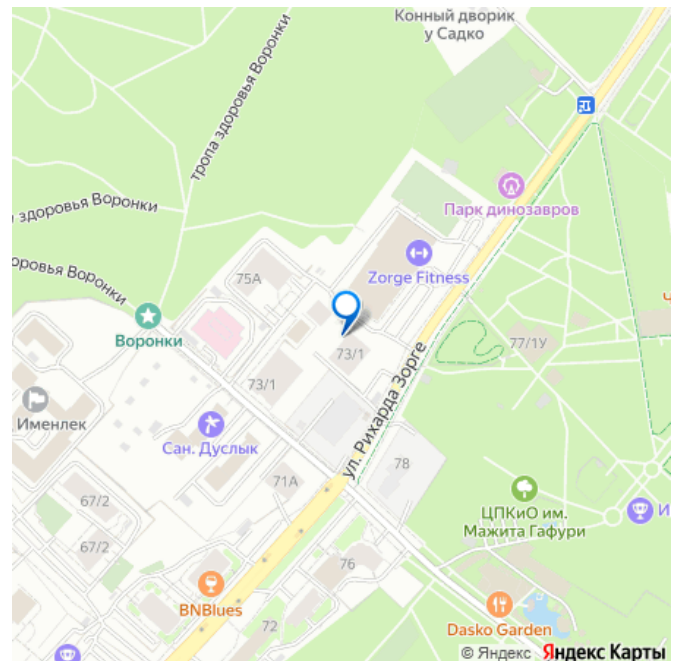 Конный дворик
у Садко
тропа здоровья Воронки
Парк динозавров
здоровья Воронки
Zorge Fitness
оровья Воронки
75А
Воронки
73/1
77/1У
73/1
ул. Рихарда Зорге
Именлек
Сан. Дуслык
78
71А
67/2
ЦПКиО им.
Мажита Гафури
67/2
76
BNBlues
72
Dasko Garden
© Яндекс Яндекс Карты